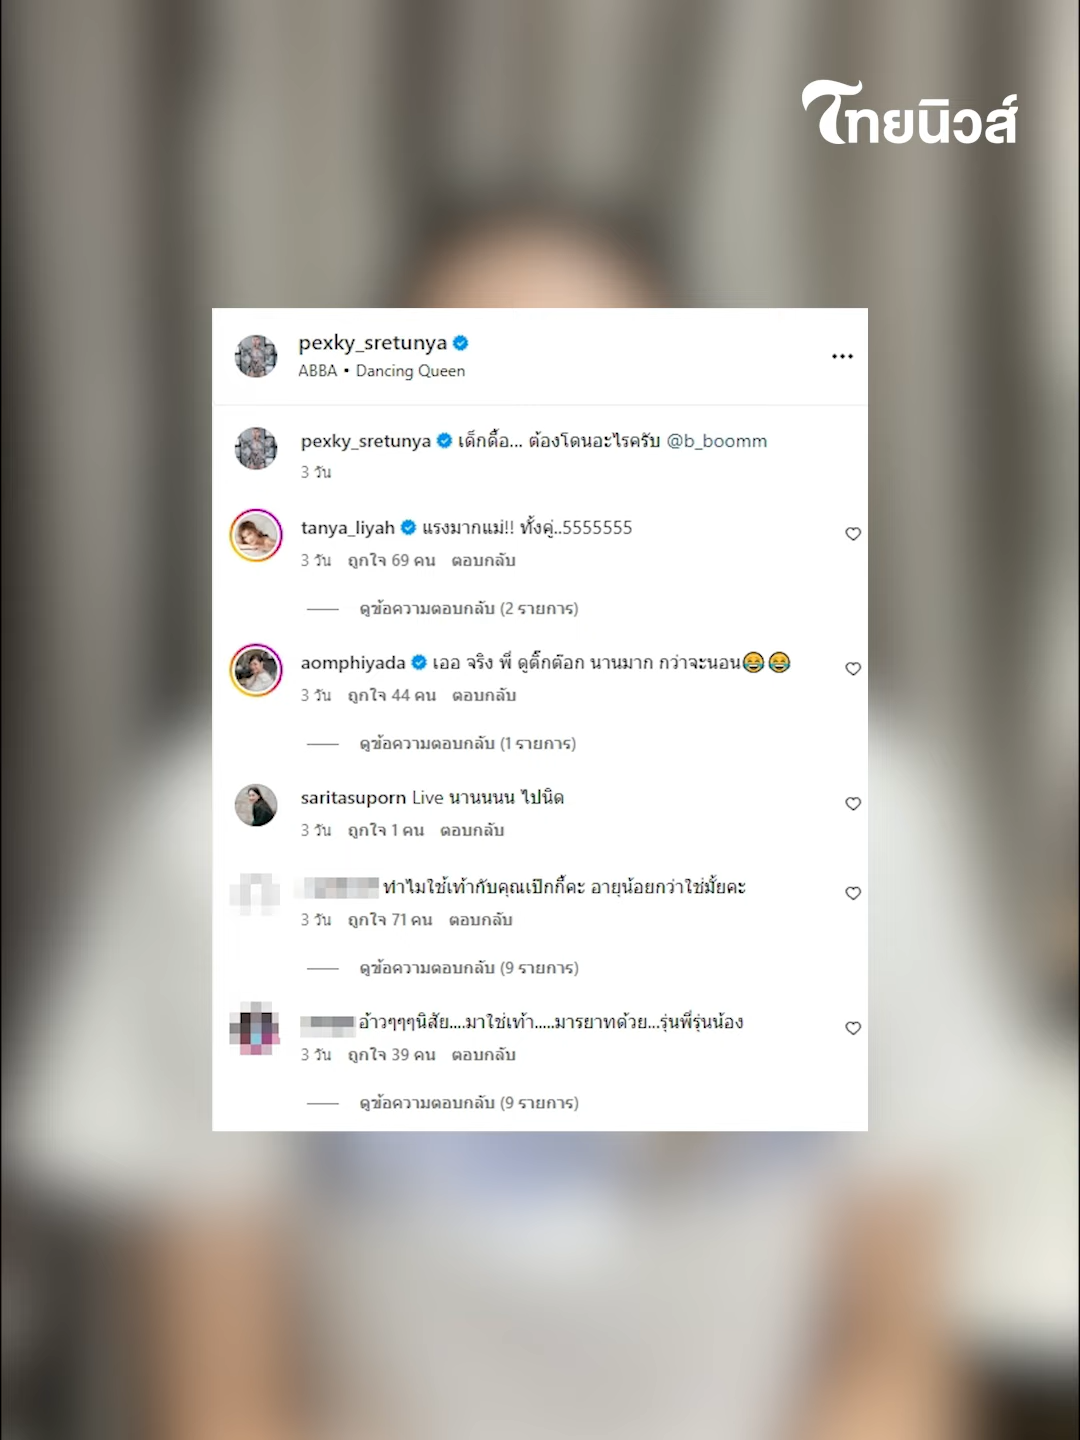 ไทยนิวส์
pexky_sretunya
ABBA • Dancing Queen
pexky_sretunya เด็กดื้อ... ต้องโดนอะไรครับ @b_boomm
3 วัน
tanya_liyah แรงมากแม่!! ทั้งคู่..5555555
3 วัน ถูกใจ 69 คน ตอบกลับ
ดูข้อความตอบกลับ (2 รายการ)
aomphiyada เออ จริง พี่ ดูติ๊กต๊อก นานมาก กว่าจะนอน😂😂
3 วัน ถูกใจ 44 คน ตอบกลับ
ดูข้อความตอบกลับ (1 รายการ)
saritasuporn Live นานนนน ไปนิด
3 วัน ถูกใจ 1 คน ตอบกลับ
ทำไมใช้เท้ากับคุณเป๊กกี้คะ อายุน้อยกว่าใช่มั้ยคะ
3 วัน ถูกใจ 71 คน ตอบกลับ
ดูข้อความตอบกลับ (9 รายการ)
อ้าวๆๆๆนิสัย....มาใช่เท้า.....มารยาทด้วย...รุ่นพี่รุ่นน้อง
3 วัน ถูกใจ 39 คน ตอบกลับ
ดูข้อความตอบกลับ (9 รายการ)